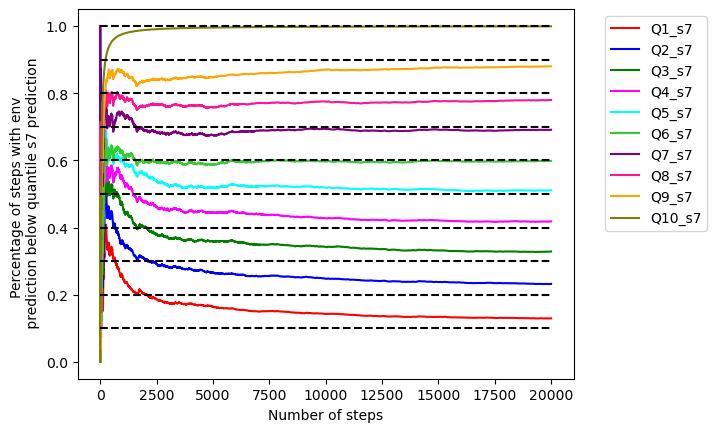 Percentage of steps with env
prediction below quantile s7 prediction
1.0
0.8
0.6
0.4
0.2
0.0
0
2500
5000
7500
10000
12500
15000
17500
20000
Number of steps
Q1_s7
Q2_s7
Q3_s7
Q4_s7
Q5_s7
Q6_s7
Q7_s7
Q8_s7
Q9_s7
Q10_s7